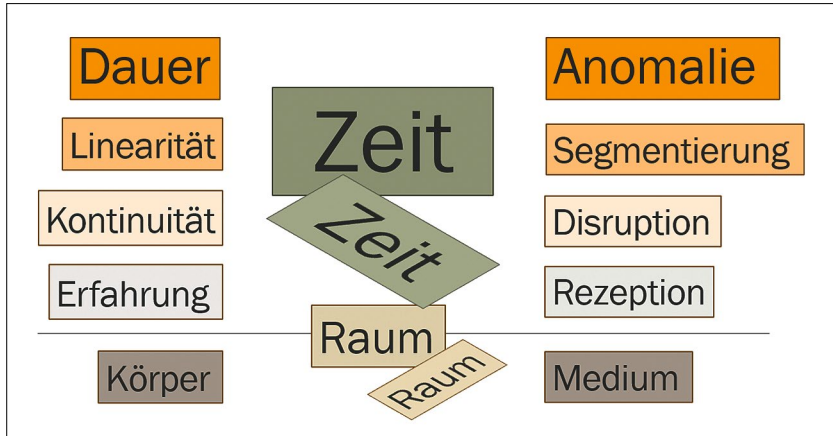 Dauer
Linearität
Kontinuität
Erfahrung
Körper
Zeit
Zeit
Raum
Raum
Anomalie
Segmentierung
Disruption
Rezeption
Medium